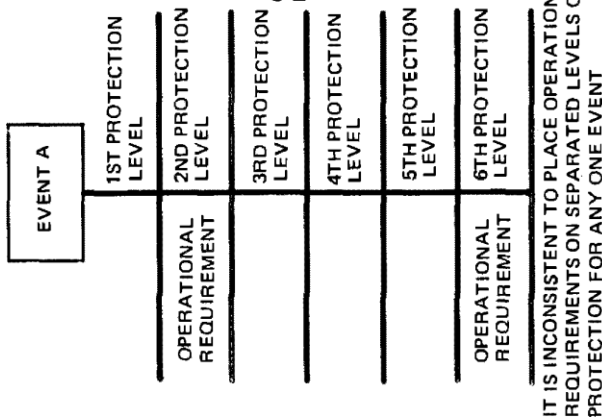 EVENT A
1ST PROTECTION
LEVEL
OPERATIONAL
REQUIREMENT
2ND PROTECTION
LEVEL
3RD PROTECTION
LEVEL
4TH PROTECTION
LEVEL
5TH PROTECTION
LEVEL
OPERATIONAL
REQUIREMENT
6TH PROTECTION
LEVEL
IT IS INCONSISTENT TO PLACE OPERATION
REQUIREMENTS ON SEPARATED LEVELS O
PROTECTION FOR ANY ONE EVENT